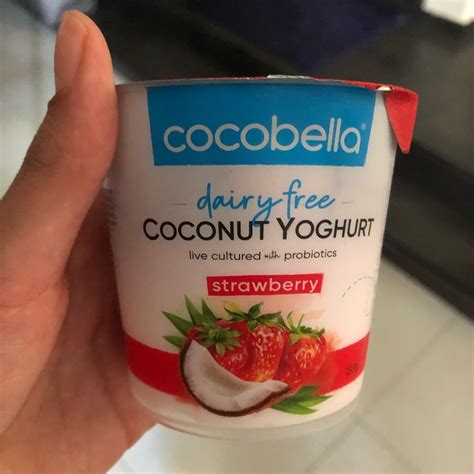 cocobella®
dairy free
COCONUT YOGHURT
live cultured with probiotics
strawberry